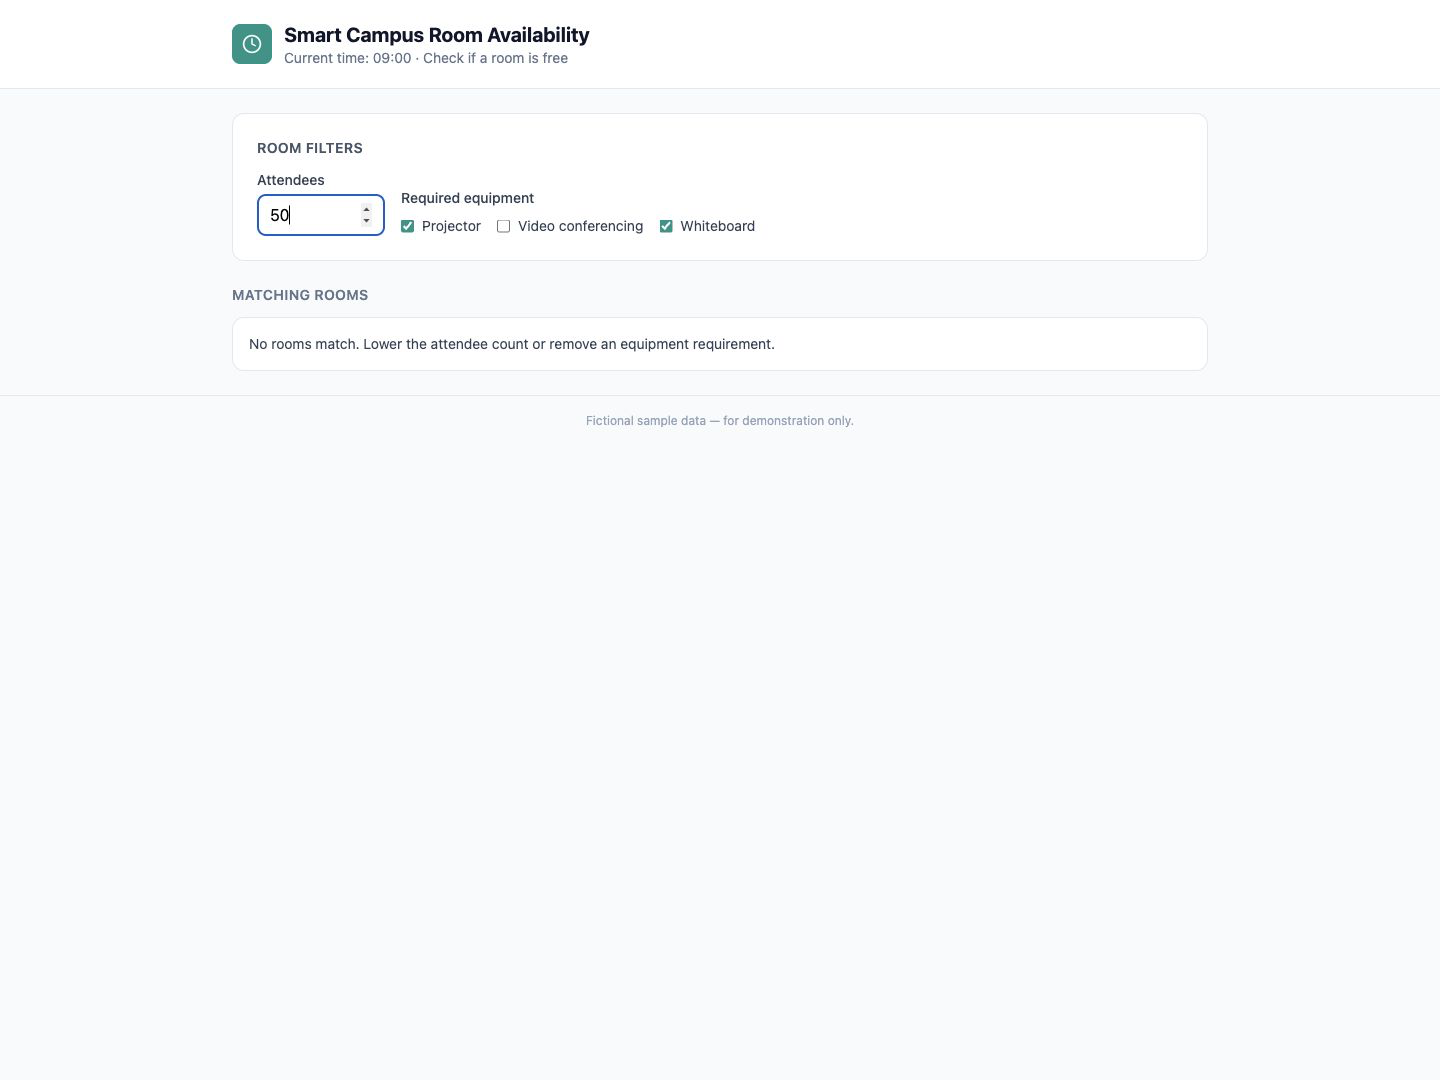 Smart Campus Room Availability
Current time: 09:00 · Check if a room is free
ROOM FILTERS
Attendees
50
Required equipment
Projector
Video conferencing
Whiteboard
MATCHING ROOMS
No rooms match. Lower the attendee count or remove an equipment requirement.
Fictional sample data — for demonstration only.